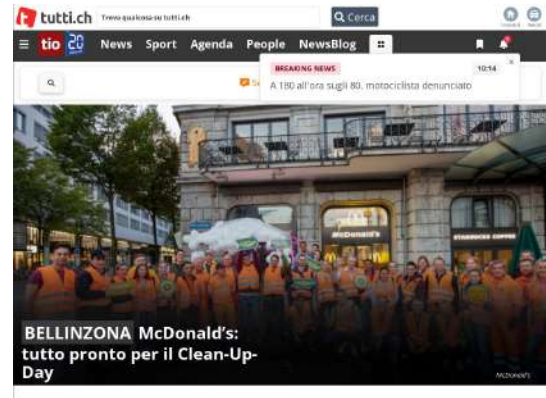 tutti.ch Trova qualcosa su tutti.ch Cerca
tio 20 News Sport Agenda People NewsBlog
BREAKING NEWS 10:14
A 180 all'ora sugli 80, motociclista denunciato
McDonald's
STARBUCKS COFFEE
BELLINZONA McDonald's:
tutto pronto per il Clean-Up-
Day
McDonald's